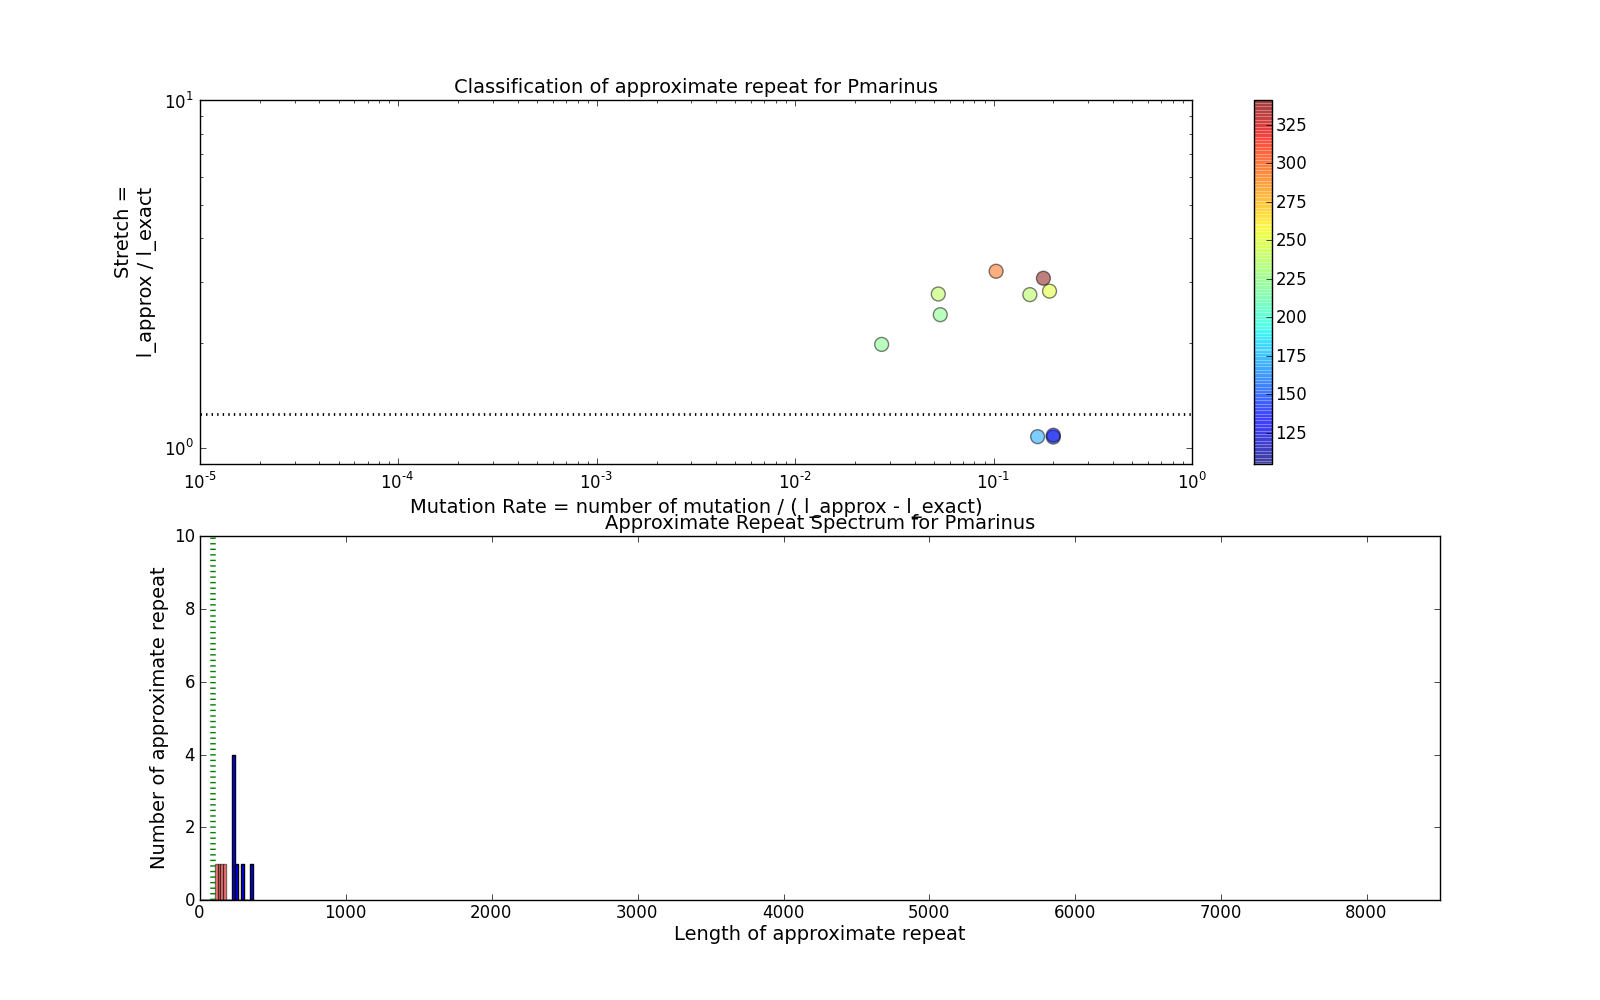 Classification of approximate repeat for Pmarinus
Stretch =
l_approx / l_exact
10^1
10^0
10^-5 10^-4 10^-3 10^-2 10^-1 10^0
Mutation Rate = number of mutation / ( l_approx - l_exact)
325
300
275
250
225
200
175
150
125
Approximate Repeat Spectrum for Pmarinus
Number of approximate repeat
10
8
6
4
2
0
0 1000 2000 3000 4000 5000 6000 7000 8000
Length of approximate repeat